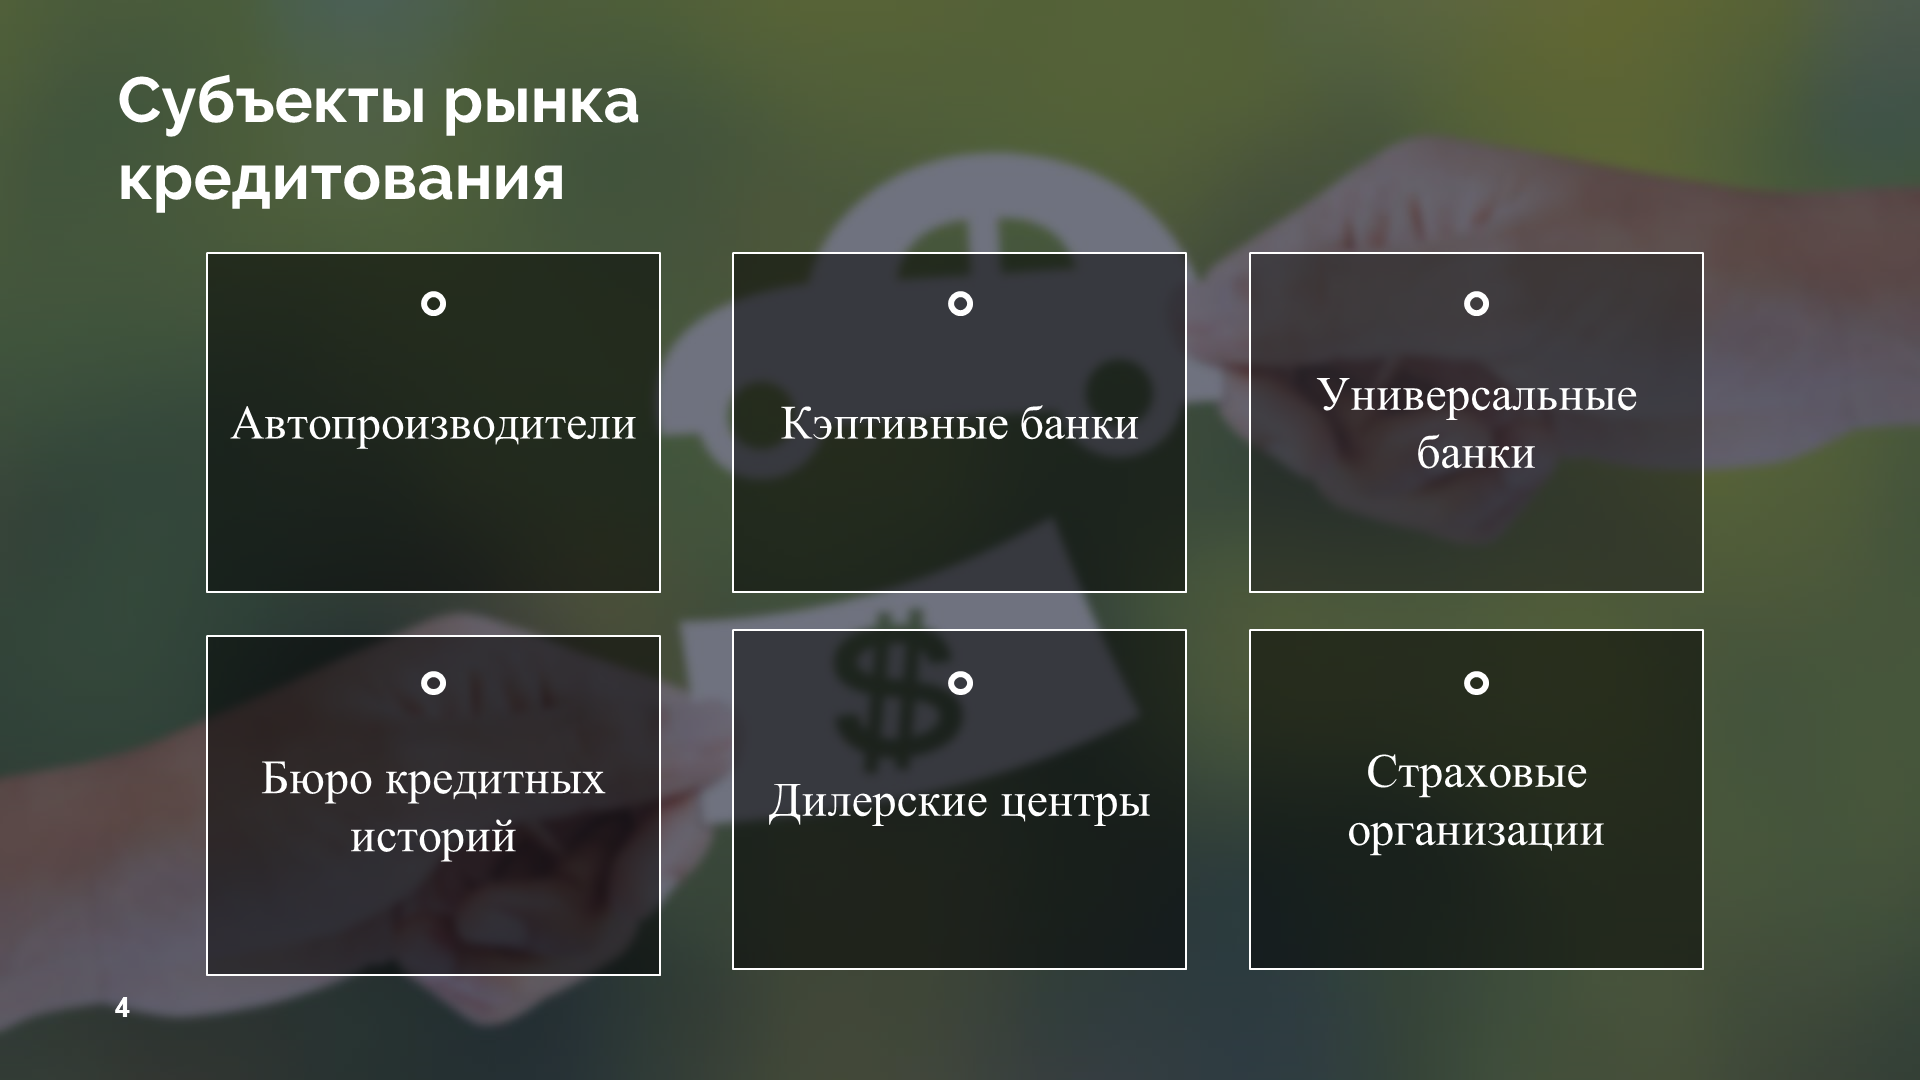 Субъекты рынка
кредитования
Автопроизводители
Кэптивные банки
Универсальные
банки
Бюро кредитных
историй
Дилерские центры
Страховые
организации
$
4